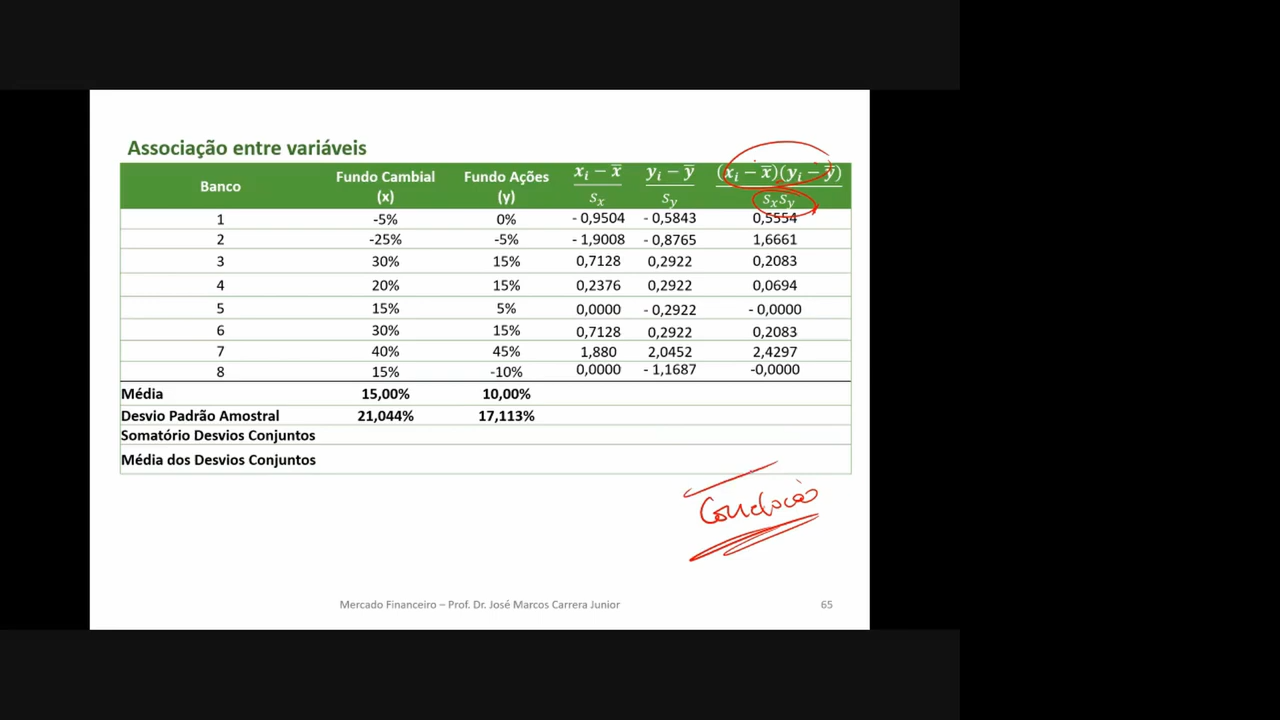 Associação entre variáveis
Banco Fundo Cambial (x) Fundo Ações (y) xᵢ − x̄ / sₓ yᵢ − ȳ / s_y (xᵢ − x̄)(yᵢ − ȳ) / sₓs_y
1 -5% 0% - 0,9504 - 0,5843 0,5554
2 -25% -5% - 1,9008 - 0,8765 1,6661
3 30% 15% 0,7128 0,2922 0,2083
4 20% 15% 0,2376 0,2922 0,0694
5 15% 5% 0,0000 - 0,2922 - 0,0000
6 30% 15% 0,7128 0,2922 0,2083
7 40% 45% 1,880 2,0452 2,4297
8 15% -10% 0,0000 - 1,1687 -0,0000
Média 15,00% 10,00%
Desvio Padrão Amostral 21,044% 17,113%
Somatório Desvios Conjuntos
Média dos Desvios Conjuntos
Correlação
Mercado Financeiro – Prof. Dr. José Marcos Carrera Junior 65